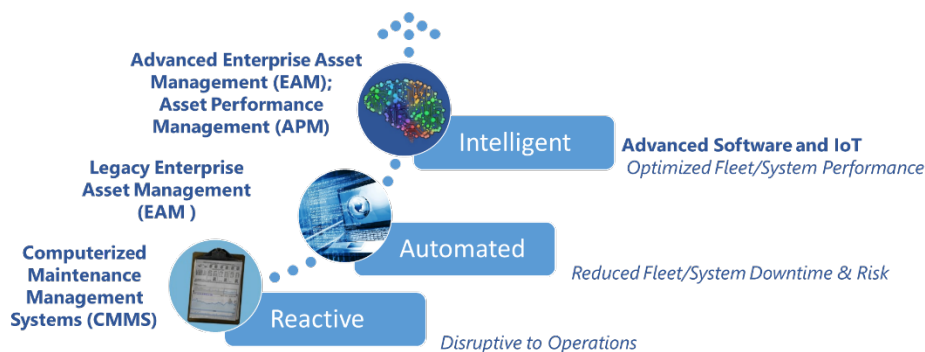 Advanced Enterprise Asset
Management (EAM);
Asset Performance
Management (APM)
Intelligent
Advanced Software and IoT
Optimized Fleet/System Performance
Legacy Enterprise
Asset Management
(EAM )
Automated
Reduced Fleet/System Downtime & Risk
Computerized
Maintenance
Management
Systems (CMMS)
Reactive
Disruptive to Operations